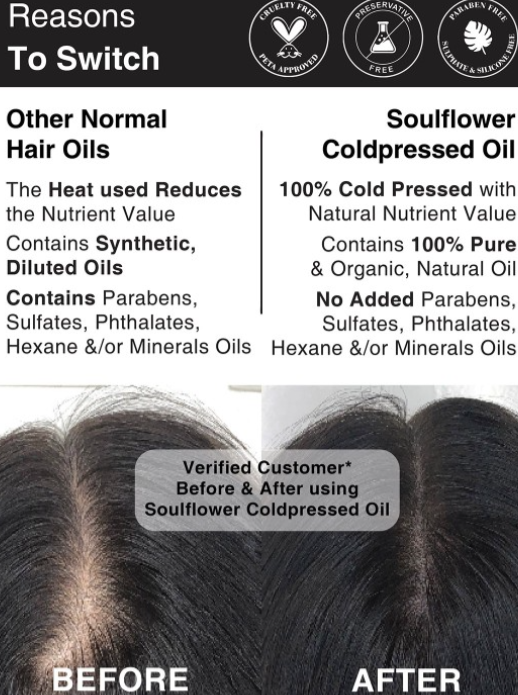 Reasons
To Switch
CRUELTY FREE
PETA APPROVED
PRESERVATIVE
FREE
PARABEN FREE
SULPHATE & SILICONE FREE
Other Normal
Hair Oils
The Heat used Reduces
the Nutrient Value
Contains Synthetic,
Diluted Oils
Contains Parabens,
Sulfates, Phthalates,
Hexane &/or Minerals Oils
Soulflower
Coldpressed Oil
100% Cold Pressed with
Natural Nutrient Value
Contains 100% Pure
& Organic, Natural Oil
No Added Parabens,
Sulfates, Phthalates,
Hexane &/or Minerals Oils
Verified Customer*
Before & After using
Soulflower Coldpressed Oil
BEFORE
AFTER